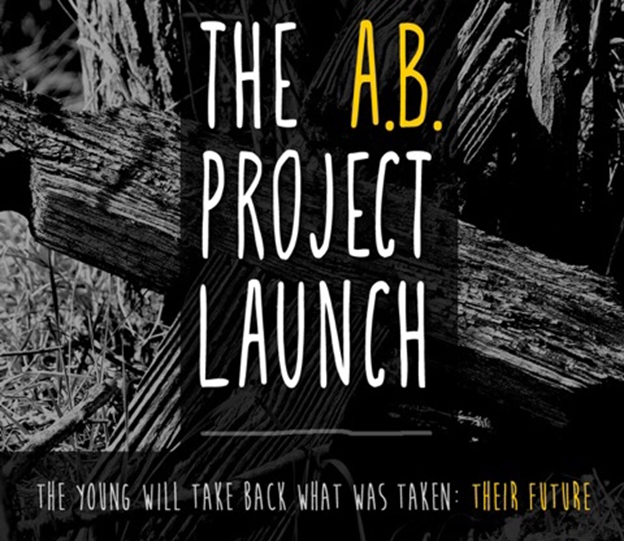 THE A.B.
PROJECT
LAUNCH
THE YOUNG WILL TAKE BACK WHAT WAS TAKEN: THEIR FUTURE